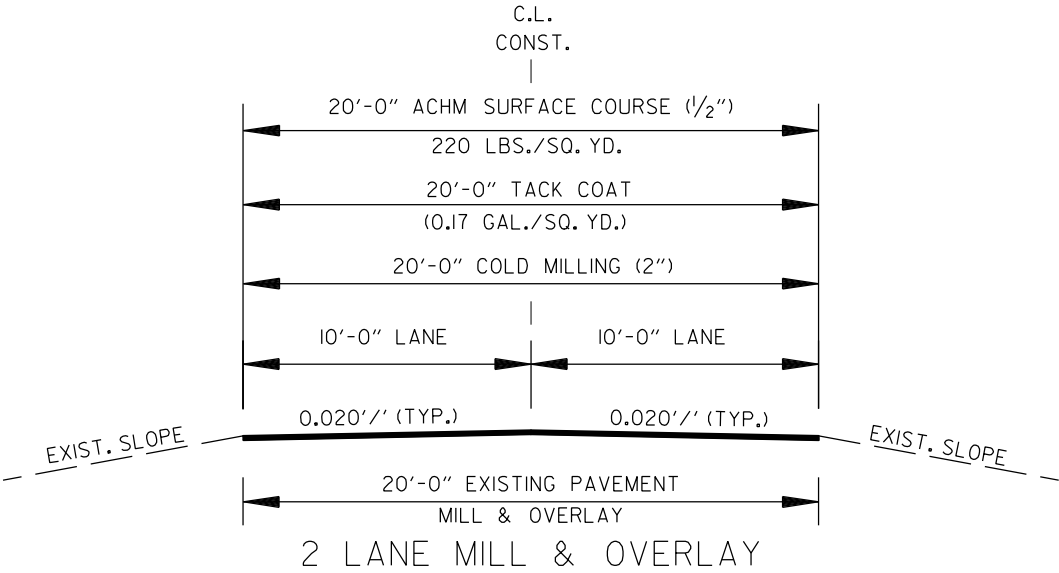 C.L.
CONST.
20'-0" ACHM SURFACE COURSE (1/2")
220 LBS./SQ. YD.
20'-0" TACK COAT
(0.17 GAL./SQ. YD.)
20'-0" COLD MILLING (2")
10'-0" LANE 10'-0" LANE
0.020'/' (TYP.) 0.020'/' (TYP.)
EXIST. SLOPE EXIST. SLOPE
20'-0" EXISTING PAVEMENT
MILL & OVERLAY
2 LANE MILL & OVERLAY